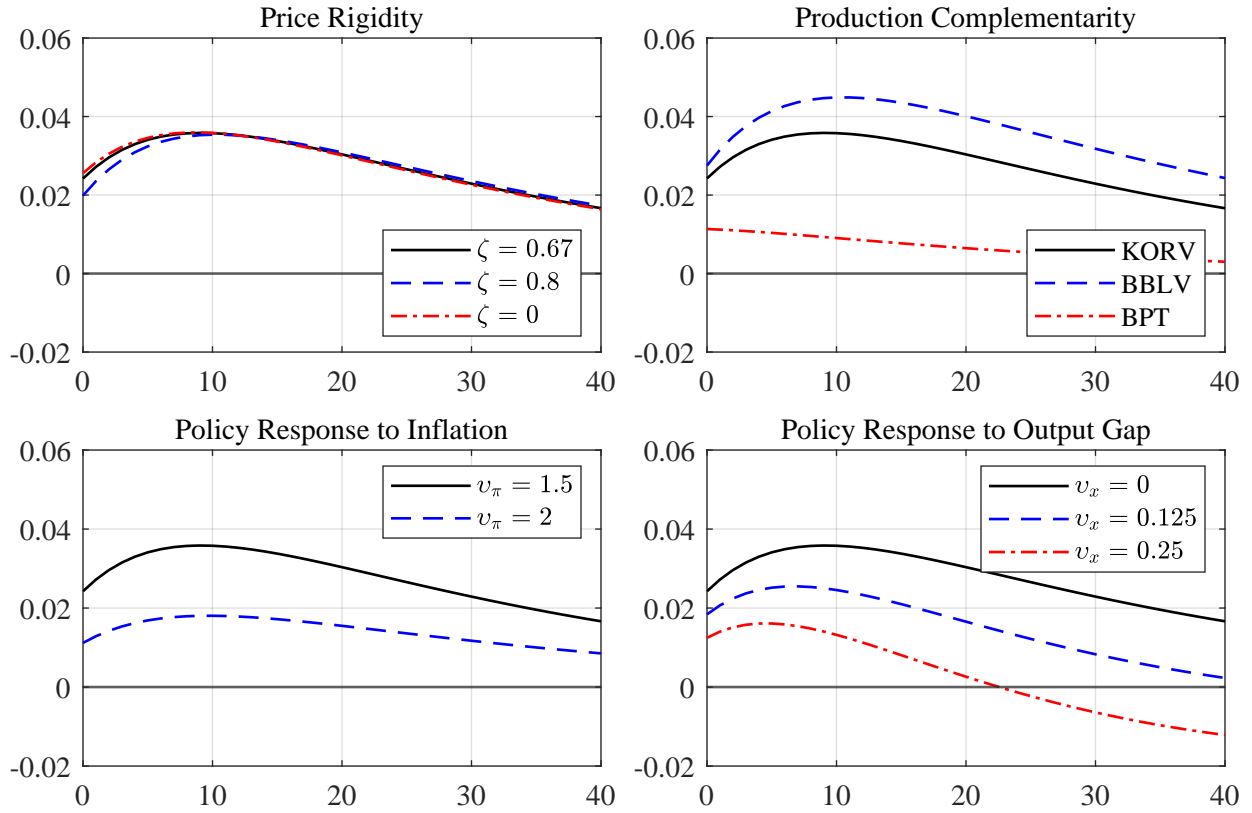 Price Rigidity
0.06
0.04
0.02
0
-0.02
0 10 20 30 40
ζ = 0.67
ζ = 0.8
ζ = 0
Production Complementarity
0.06
0.04
0.02
0
-0.02
0 10 20 30 40
KORV
BBLV
BPT
Policy Response to Inflation
0.06
0.04
0.02
0
-0.02
0 10 20 30 40
υ_π = 1.5
υ_π = 2
Policy Response to Output Gap
0.06
0.04
0.02
0
-0.02
0 10 20 30 40
υ_x = 0
υ_x = 0.125
υ_x = 0.25